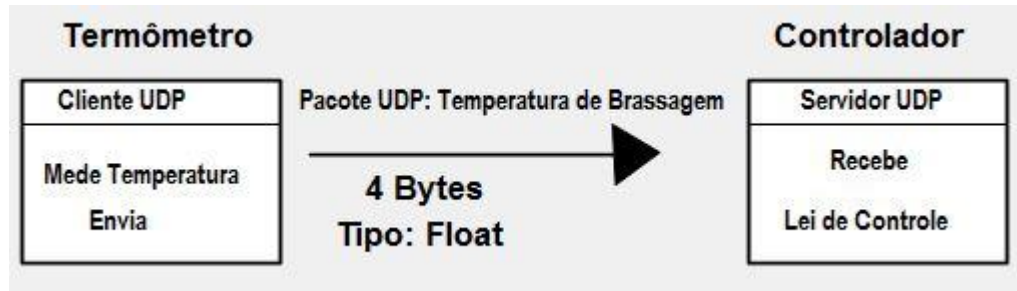 Termômetro
Controlador
Cliente UDP
Mede Temperatura
Envia
Pacote UDP: Temperatura de Brassagem
4 Bytes
Tipo: Float
Servidor UDP
Recebe
Lei de Controle